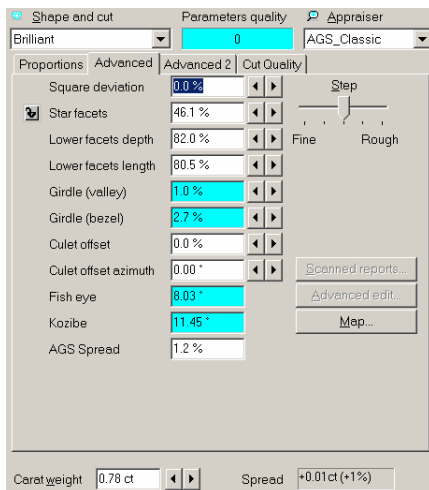 Shape and cut Parameters quality Appraiser
Brilliant 0 AGS_Classic
Proportions Advanced Advanced 2 Cut Quality
Square deviation 0.0 % Step
Star facets 46.1 %
Lower facets depth 82.0 % Fine Rough
Lower facets length 80.5 %
Girdle (valley) 1.0 %
Girdle (bezel) 2.7 %
Culet offset 0.0 %
Culet offset azimuth 0.00 ° Scanned reports...
Fish eye 8.03 ° Advanced edit...
Kozibe 11.45 ° Map...
AGS Spread 1.2 %
Carat weight 0.78 ct Spread +0.01ct (+1%)